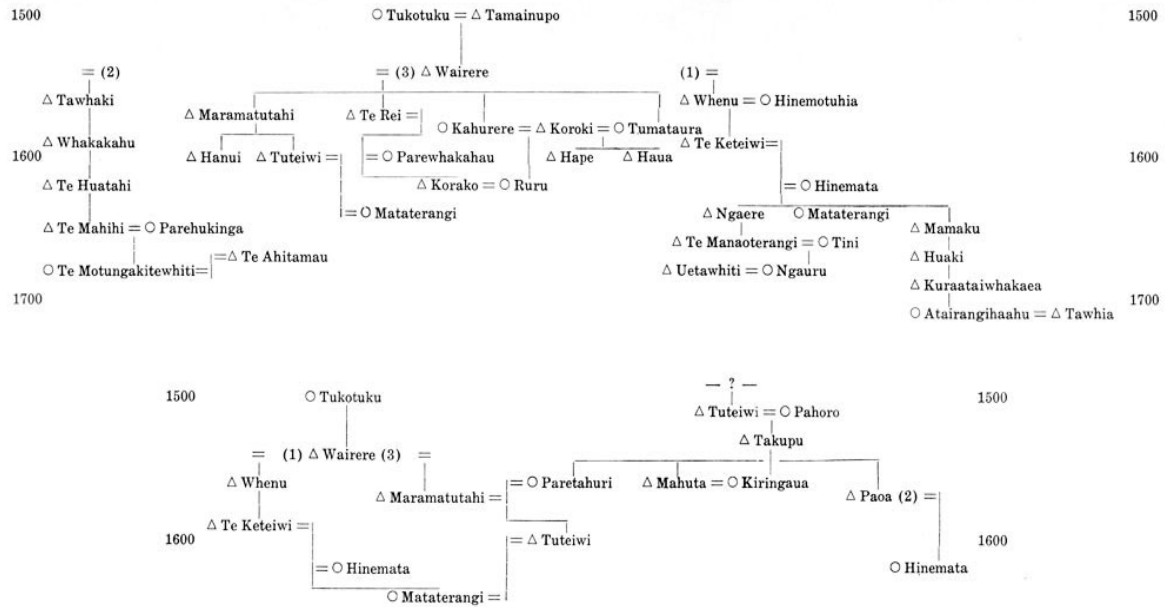 1500 ○ Tukotuku = △ Tamainupo 1500
= (2) = (3) △ Wairere (1) =
△ Tawhaki △ Whenu = ○ Hinemotuhia
△ Maramatutahi △ Te Rei =
○ Kahurere = △ Koroki = ○ Tumataura
△ Whakakahu △ Te Keteiwi =
1600 △ Hanui △ Tuteiwi = = ○ Parewhakahau △ Hape △ Haua 1600
△ Te Huatahi △ Korako = ○ Ruru = ○ Hinemata
= ○ Mataterangi △ Ngaere ○ Mataterangi
△ Te Mahihi = ○ Parehukinga △ Mamaku
△ Te Manaoterangi = ○ Tini
= △ Te Ahitamau △ Huaki
○ Te Motungakitewhiti = △ Uetawhiti = ○ Ngauru
△ Kuraataiwhakaea
1700 1700
○ Atairangihaahu = △ Tawhia
— ? —
1500 ○ Tukotuku 1500
△ Tuteiwi = ○ Pahoro
△ Takupu
= (1) △ Wairere (3) =
△ Whenu = ○ Paretahuri △ Mahuta = ○ Kiringaua
△ Maramatutahi = △ Paoa (2) =
△ Te Keteiwi =
1600 = △ Tuteiwi 1600
= ○ Hinemata ○ Hinemata
○ Mataterangi =